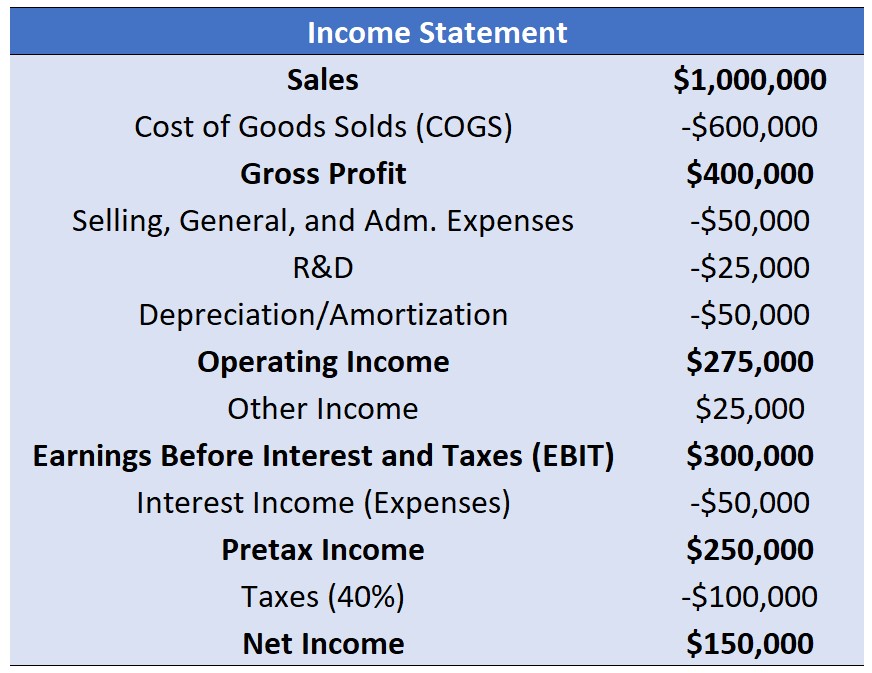 Income Statement
Sales $1,000,000
Cost of Goods Solds (COGS) -$600,000
Gross Profit $400,000
Selling, General, and Adm. Expenses -$50,000
R&D -$25,000
Depreciation/Amortization -$50,000
Operating Income $275,000
Other Income $25,000
Earnings Before Interest and Taxes (EBIT) $300,000
Interest Income (Expenses) -$50,000
Pretax Income $250,000
Taxes (40%) -$100,000
Net Income $150,000